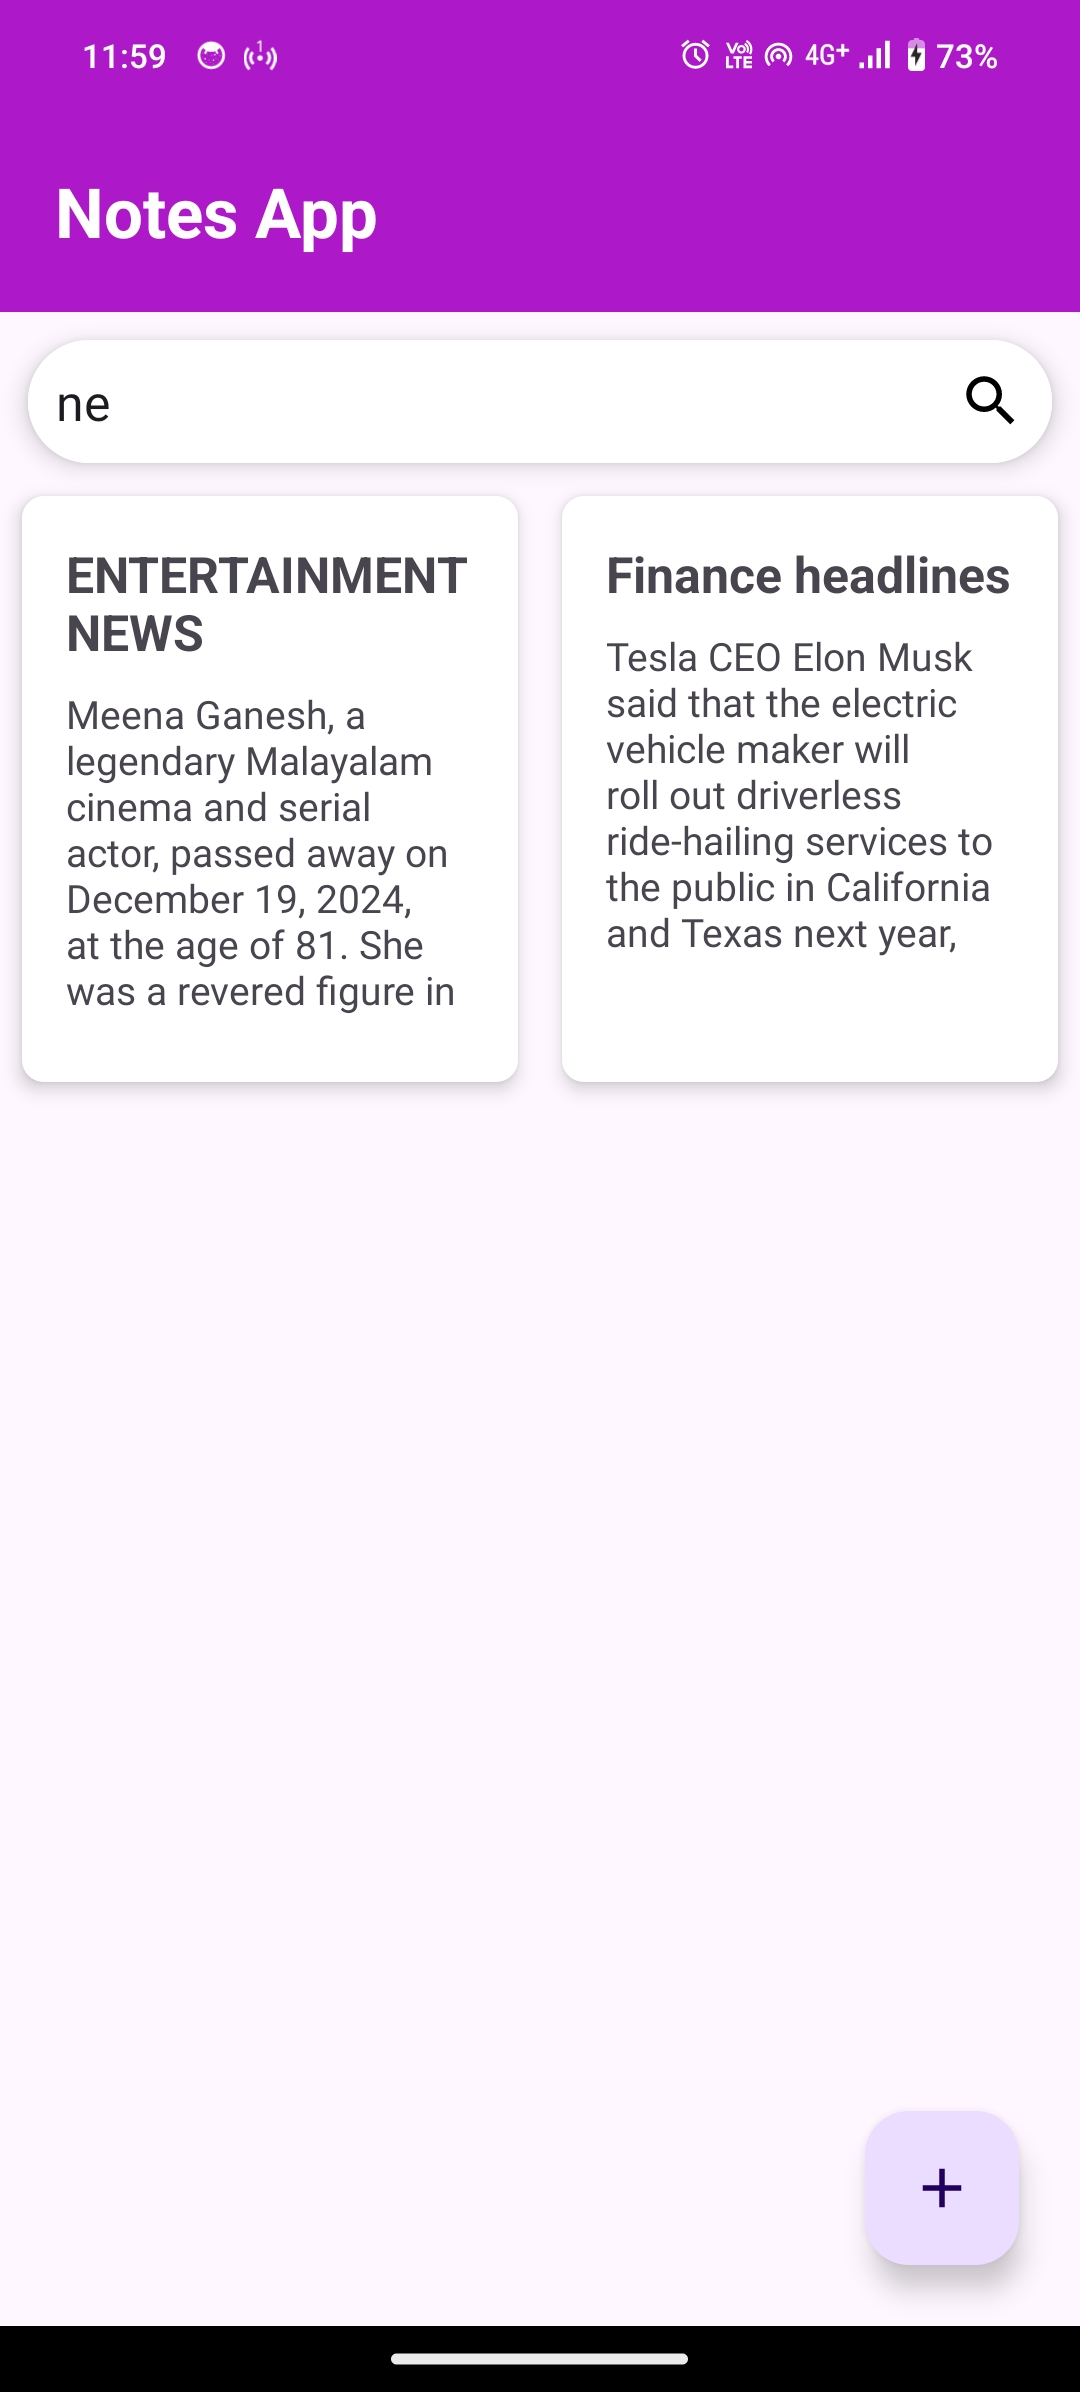 11:59
1
Vo)) LTE 4G+ 73%
Notes App
ne
ENTERTAINMENT
NEWS
Meena Ganesh, a
legendary Malayalam
cinema and serial
actor, passed away on
December 19, 2024,
at the age of 81. She
was a revered figure in
Finance headlines
Tesla CEO Elon Musk
said that the electric
vehicle maker will
roll out driverless
ride-hailing services to
the public in California
and Texas next year,